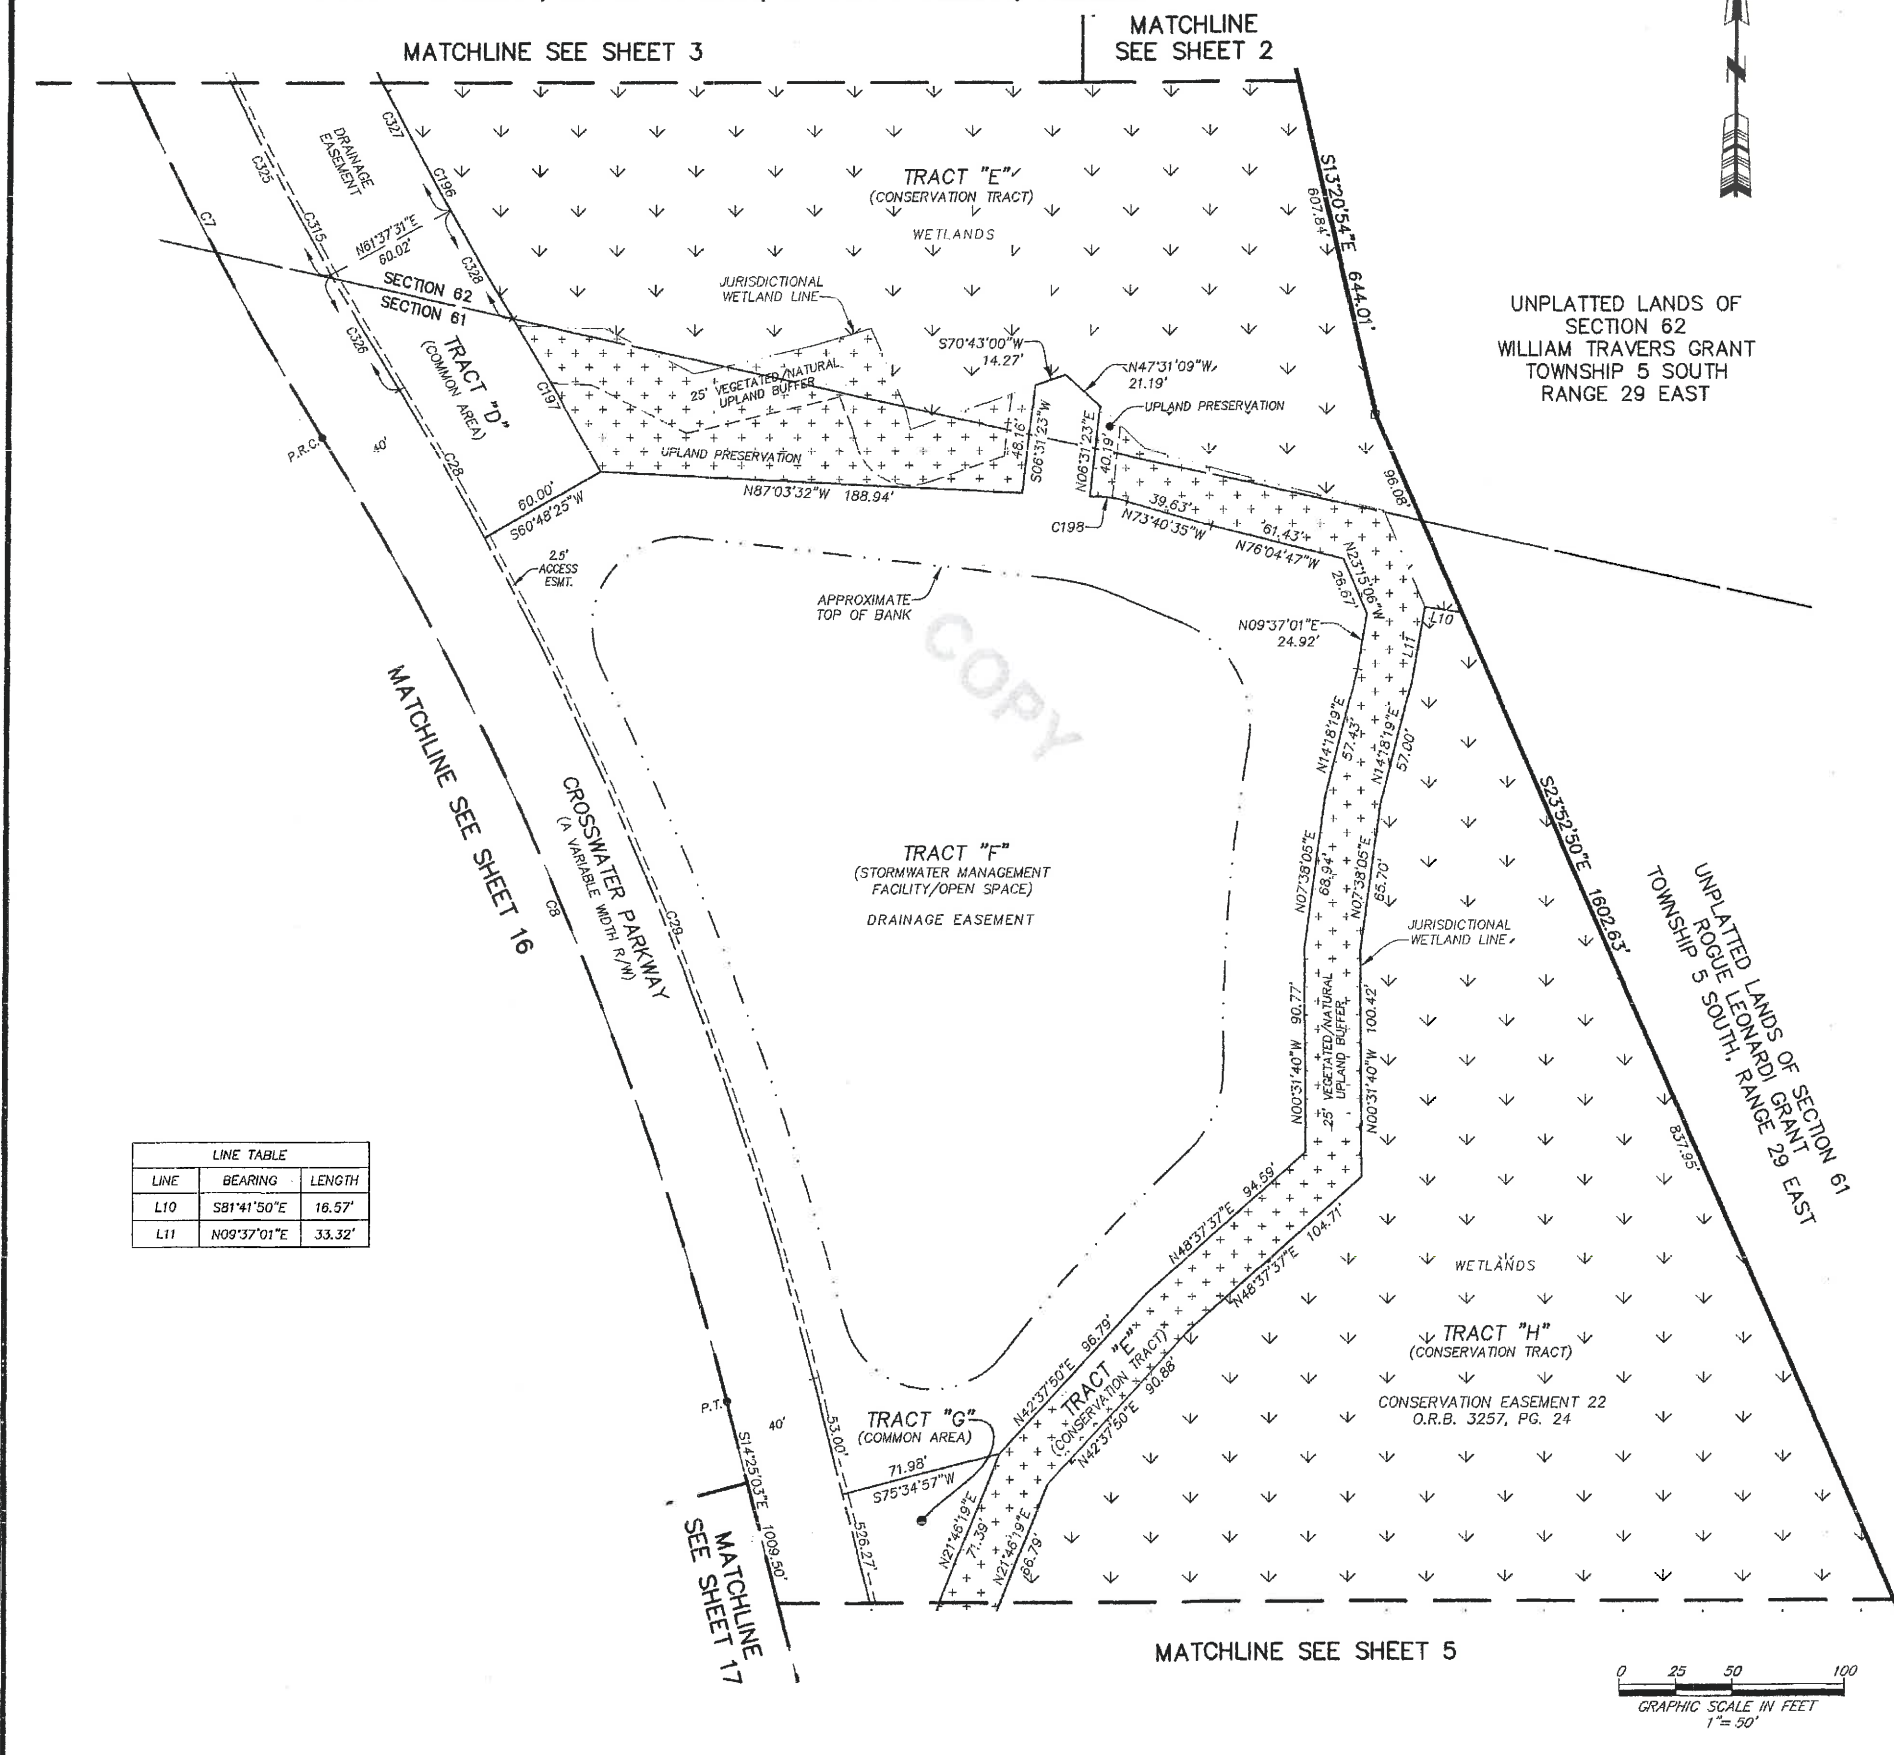 MATCHLINE SEE SHEET 3
MATCHLINE
SEE SHEET 2
N
C327
DRAINAGE
EASEMENT
C325
C196
C7
C315
N61°37'31"E
60.02'
C328
SECTION 62
SECTION 61
C326
TRACT "D"
(COMMON AREA)
C197
P.R.C.
40'
C28
TRACT "E"
(CONSERVATION TRACT)
WETLANDS
JURISDICTIONAL
WETLAND LINE
S13°20'54"E 644.01'
607.84'
UNPLATTED LANDS OF
SECTION 62
WILLIAM TRAVERS GRANT
TOWNSHIP 5 SOUTH
RANGE 29 EAST
S70°43'00"W
14.27'
N47°31'09"W
21.19'
25' VEGETATED/NATURAL
UPLAND BUFFER
UPLAND PRESERVATION
UPLAND PRESERVATION
48.16'
S06°31'23"W
N06°31'23"E
40.19'
96.08'
60.00'
S60°48'25"W
N87°03'32"W 188.94'
C198
39.63'
N73°40'35"W
61.43'
N76°04'47"W
N23°15'06"W
26.67'
2.5'
ACCESS
ESMT.
APPROXIMATE
TOP OF BANK
COPY
N09°37'01"E
24.92'
L10
L11
MATCHLINE SEE SHEET 16
N14°18'19"E
57.43'
N14°18'19"E
57.00'
CROSSWATER PARKWAY
(A VARIABLE WIDTH R/W)
C8
C29
TRACT "F"
(STORMWATER MANAGEMENT
FACILITY/OPEN SPACE)
DRAINAGE EASEMENT
N07°38'05"E
68.94'
N07°38'05"E
65.70'
JURISDICTIONAL
WETLAND LINE
S23°52'50"E 1602.63'
UNPLATTED LANDS OF SECTION 61
ROGUE LEONARDI GRANT
TOWNSHIP 5 SOUTH, RANGE 29 EAST
N00°31'40"W 90.77'
25' VEGETATED/NATURAL
UPLAND BUFFER
N00°31'40"W 100.42'
837.95'
LINE TABLE
LINE BEARING LENGTH
L10 S81°41'50"E 16.57'
L11 N09°37'01"E 33.32'
N48°37'37"E 94.59'
N48°37'37"E 104.71'
WETLANDS
TRACT "H"
(CONSERVATION TRACT)
CONSERVATION EASEMENT 22
O.R.B. 3257, PG. 24
N42°37'50"E 96.79'
TRACT "E"
(CONSERVATION TRACT)
N42°37'50"E 90.88'
P.T.
40'
53.00'
TRACT "G"
(COMMON AREA)
71.98'
S75°34'57"W
S14°25'03"E 1009.50'
526.27'
N21°46'19"E
71.39'
N21°46'19"E
66.79'
MATCHLINE
SEE SHEET 17
MATCHLINE SEE SHEET 5
0 25 50 100
GRAPHIC SCALE IN FEET
1"= 50'